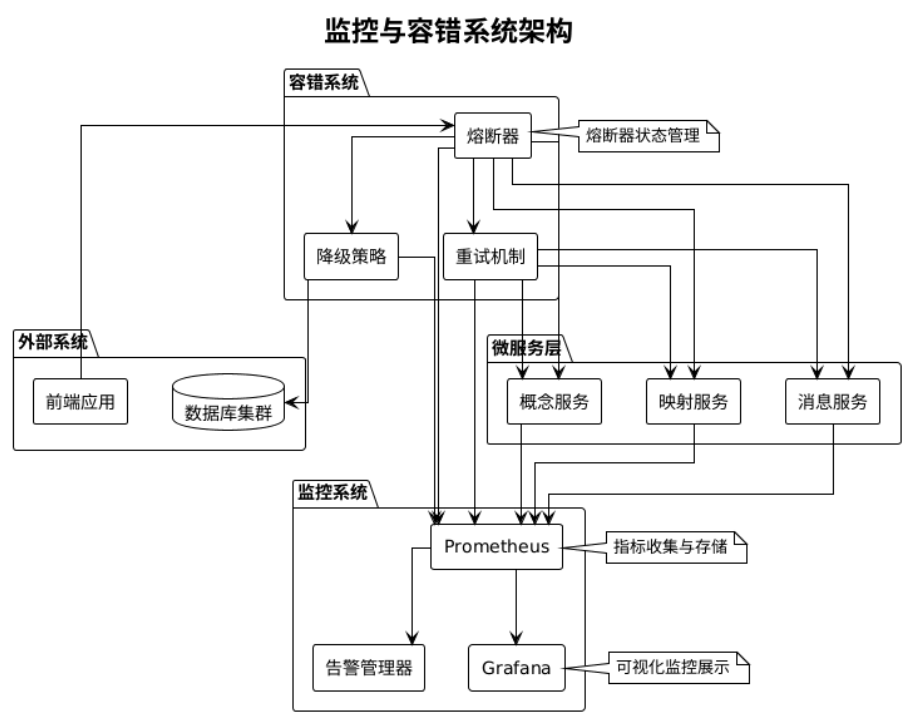 监控与容错系统架构
容错系统
熔断器
熔断器状态管理
降级策略
重试机制
外部系统
前端应用
数据库集群
微服务层
概念服务
映射服务
消息服务
监控系统
Prometheus
指标收集与存储
告警管理器
Grafana
可视化监控展示